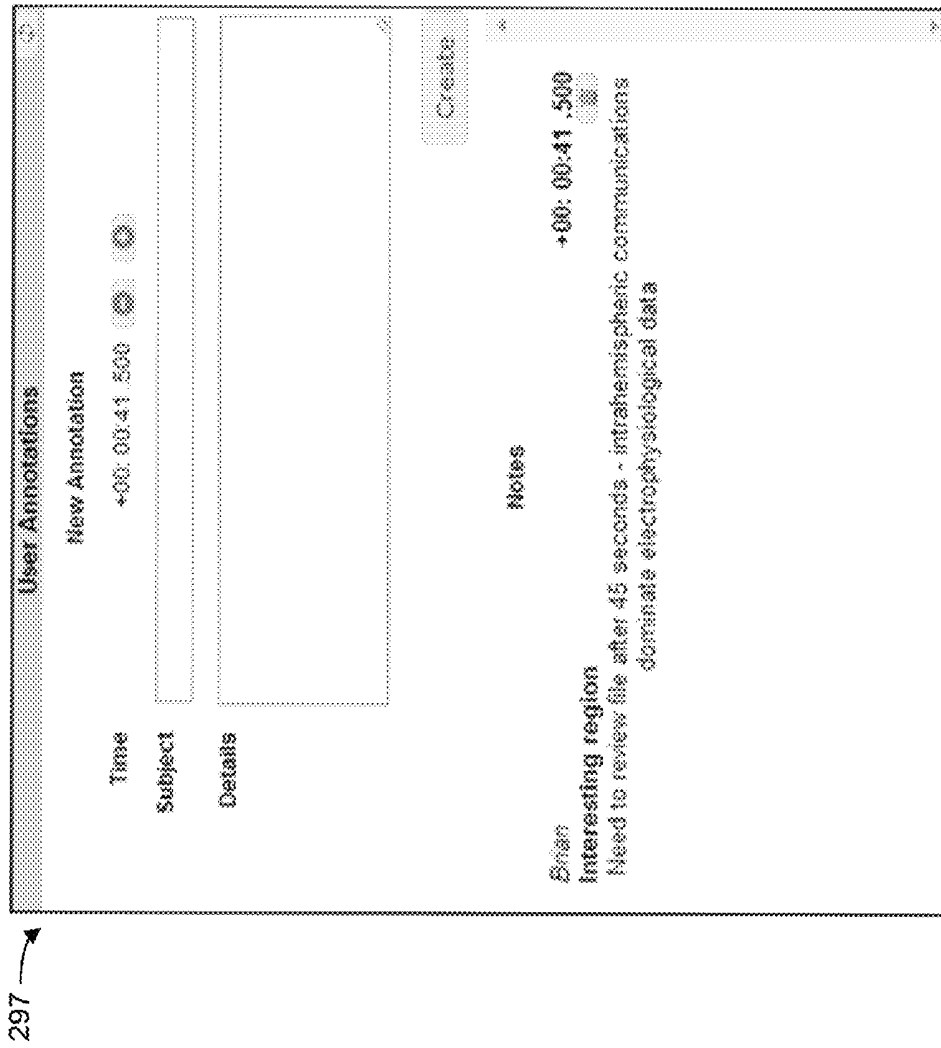 297
User Annotations
New Annotation
Time +00: 00:41 .500
Subject
Details
Create
Notes
Brian +00: 00:41 .500
Interesting region
Need to review file after 45 seconds - intrahemispheric communications
dominate electrophysiological data